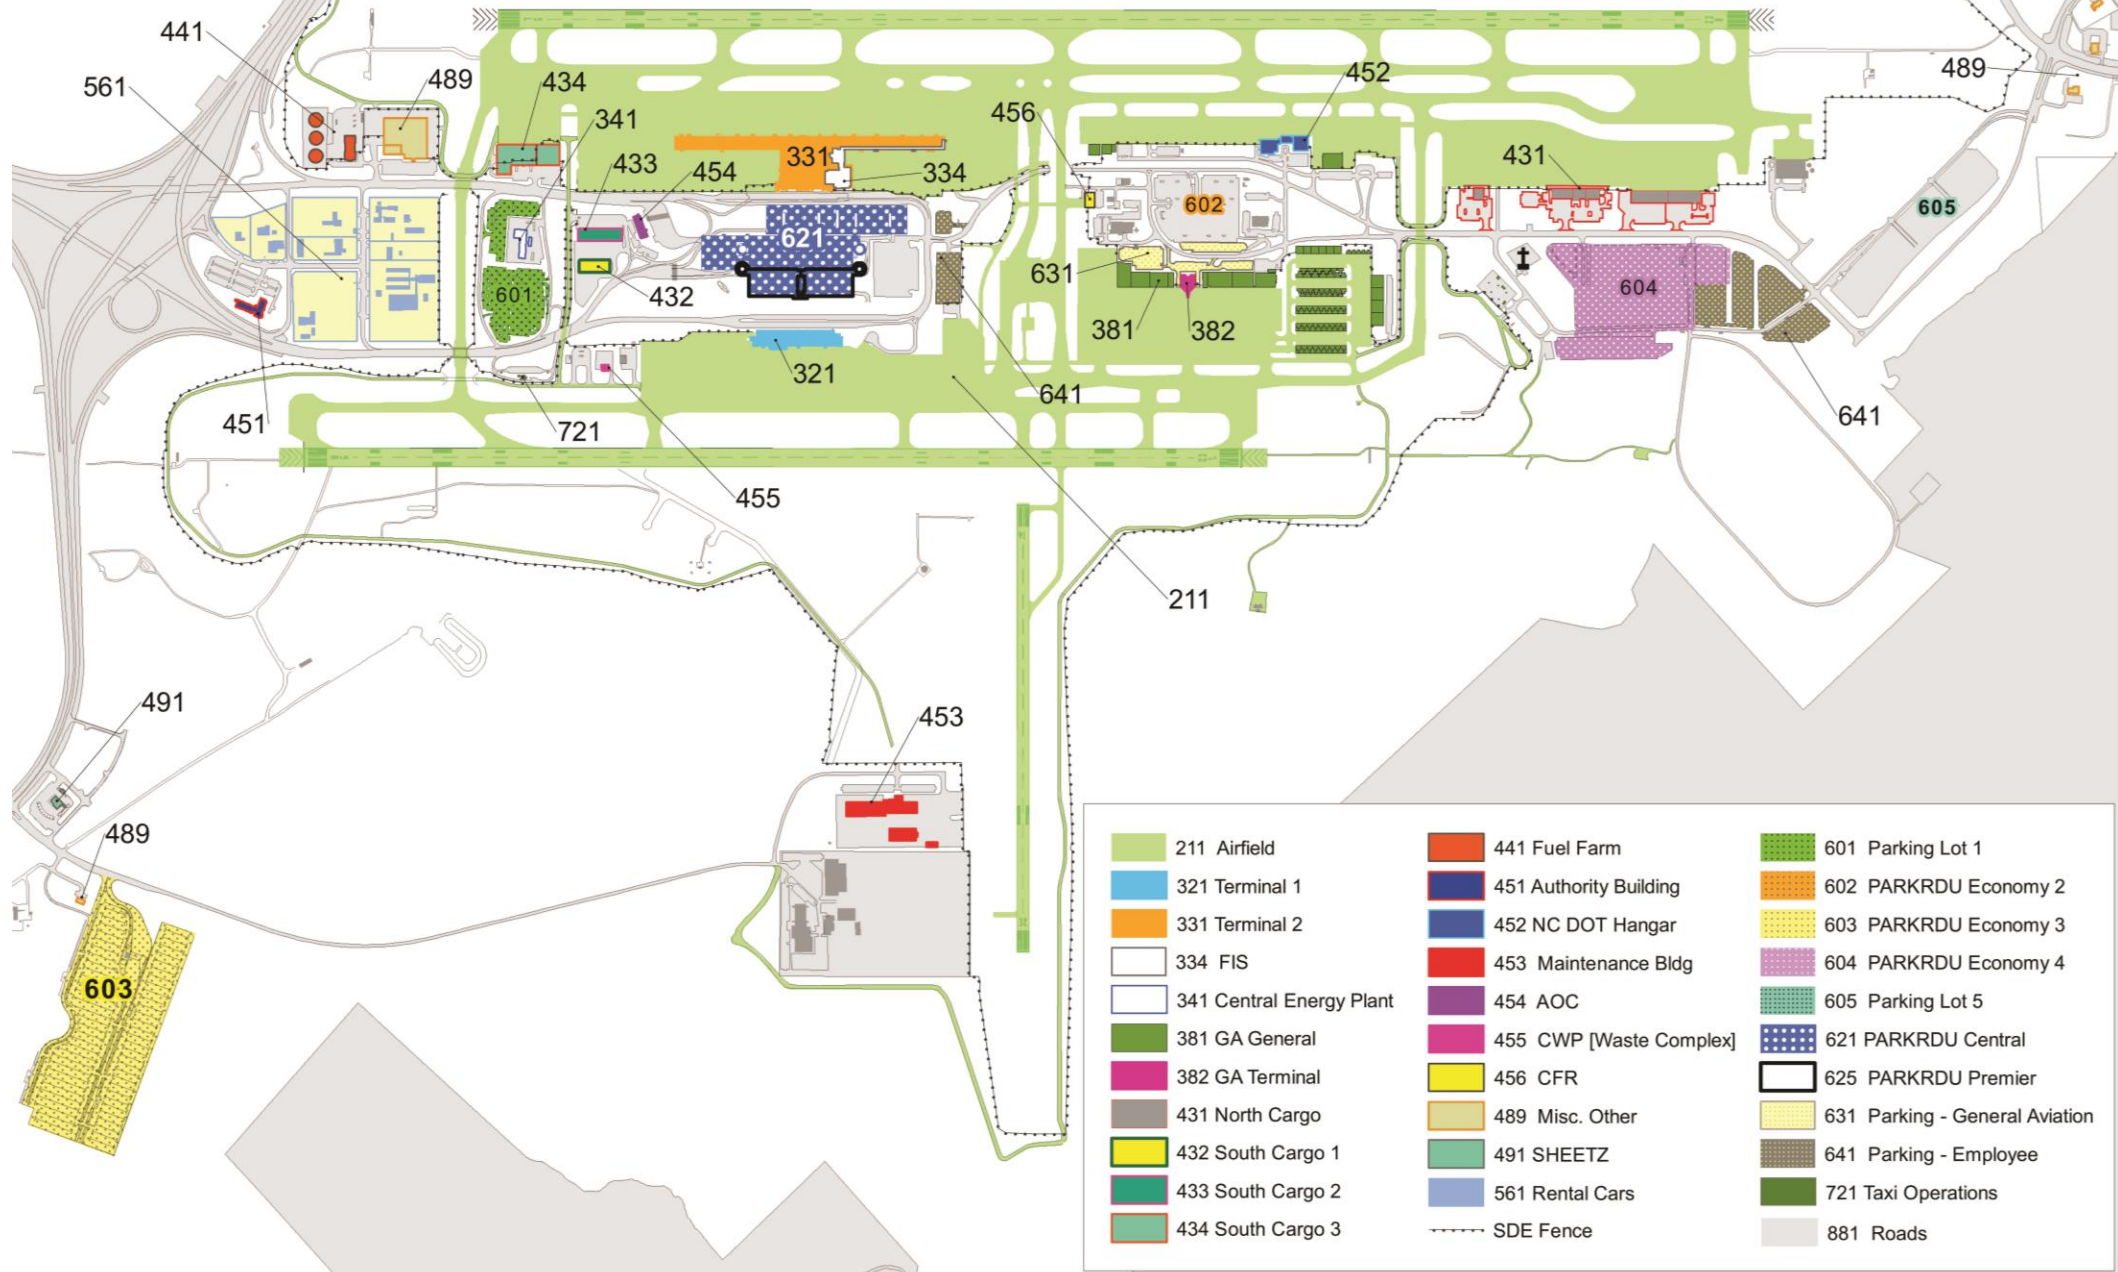 441
561
489
434
341
433
454
331
334
456
452
489
431
602
605
621
601
432
631
381
382
604
451
321
641
641
721
455
211
491
453
489
603
211 Airfield
321 Terminal 1
331 Terminal 2
334 FIS
341 Central Energy Plant
381 GA General
382 GA Terminal
431 North Cargo
432 South Cargo 1
433 South Cargo 2
434 South Cargo 3
441 Fuel Farm
451 Authority Building
452 NC DOT Hangar
453 Maintenance Bldg
454 AOC
455 CWP [Waste Complex]
456 CFR
489 Misc. Other
491 SHEETZ
561 Rental Cars
SDE Fence
601 Parking Lot 1
602 PARKRDU Economy 2
603 PARKRDU Economy 3
604 PARKRDU Economy 4
605 Parking Lot 5
621 PARKRDU Central
625 PARKRDU Premier
631 Parking - General Aviation
641 Parking - Employee
721 Taxi Operations
881 Roads